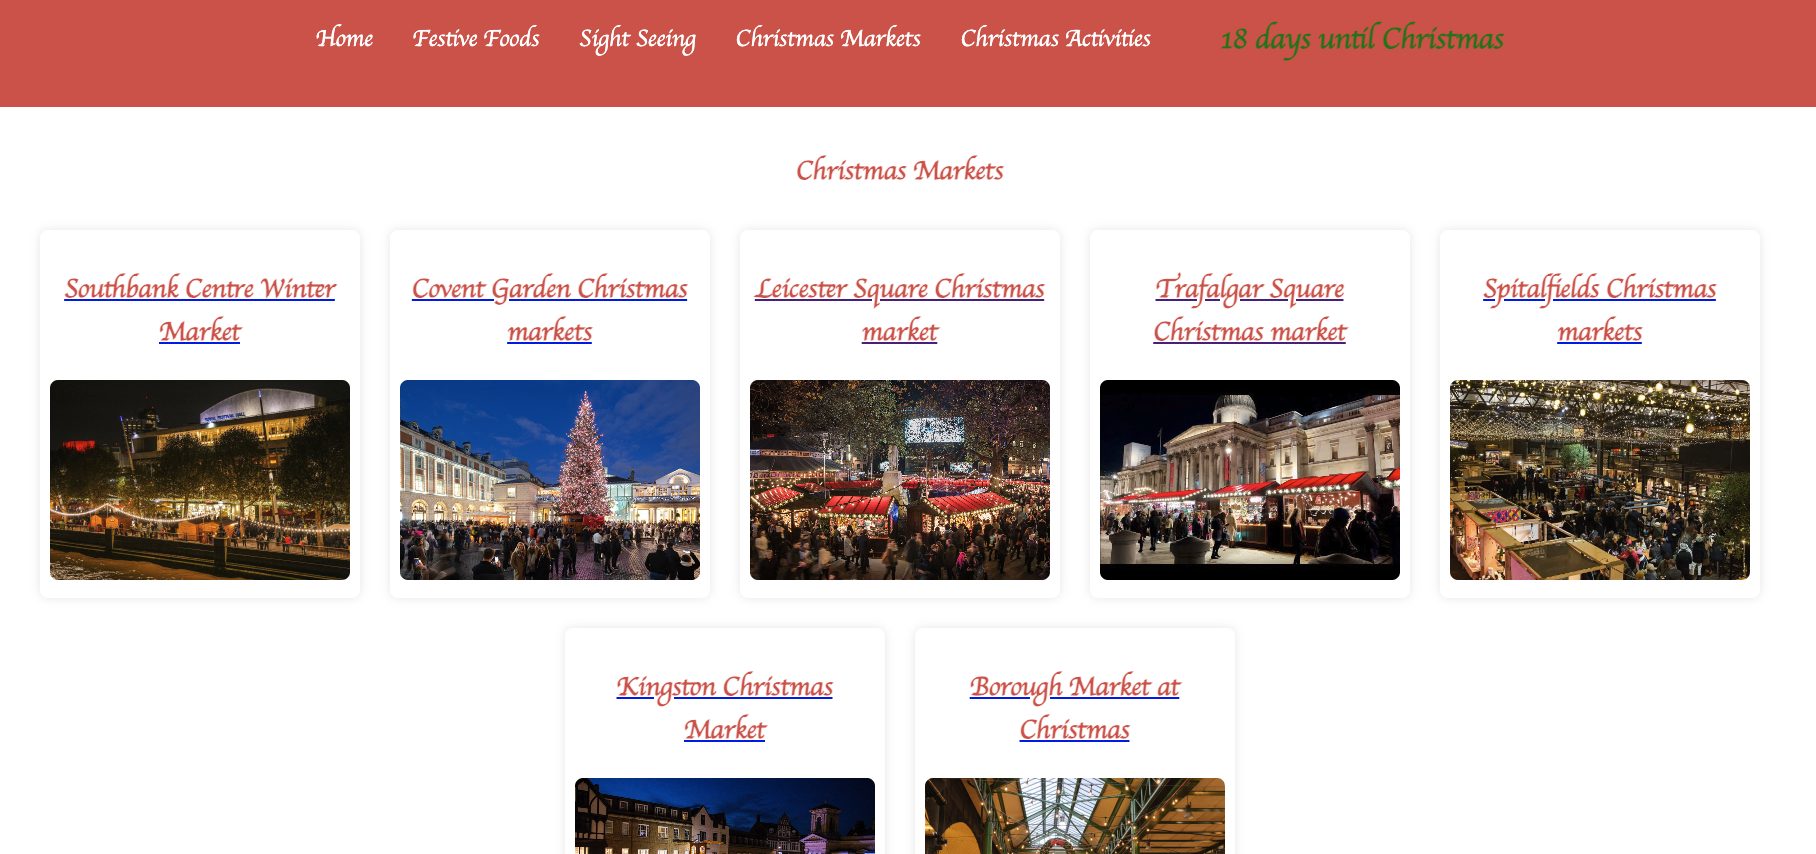 Home Festive Foods Sight Seeing Christmas Markets Christmas Activities 18 days until Christmas
Christmas Markets
Southbank Centre Winter
Market
Covent Garden Christmas
markets
Leicester Square Christmas
market
Trafalgar Square
Christmas market
Spitalfields Christmas
markets
Kingston Christmas
Market
Borough Market at
Christmas